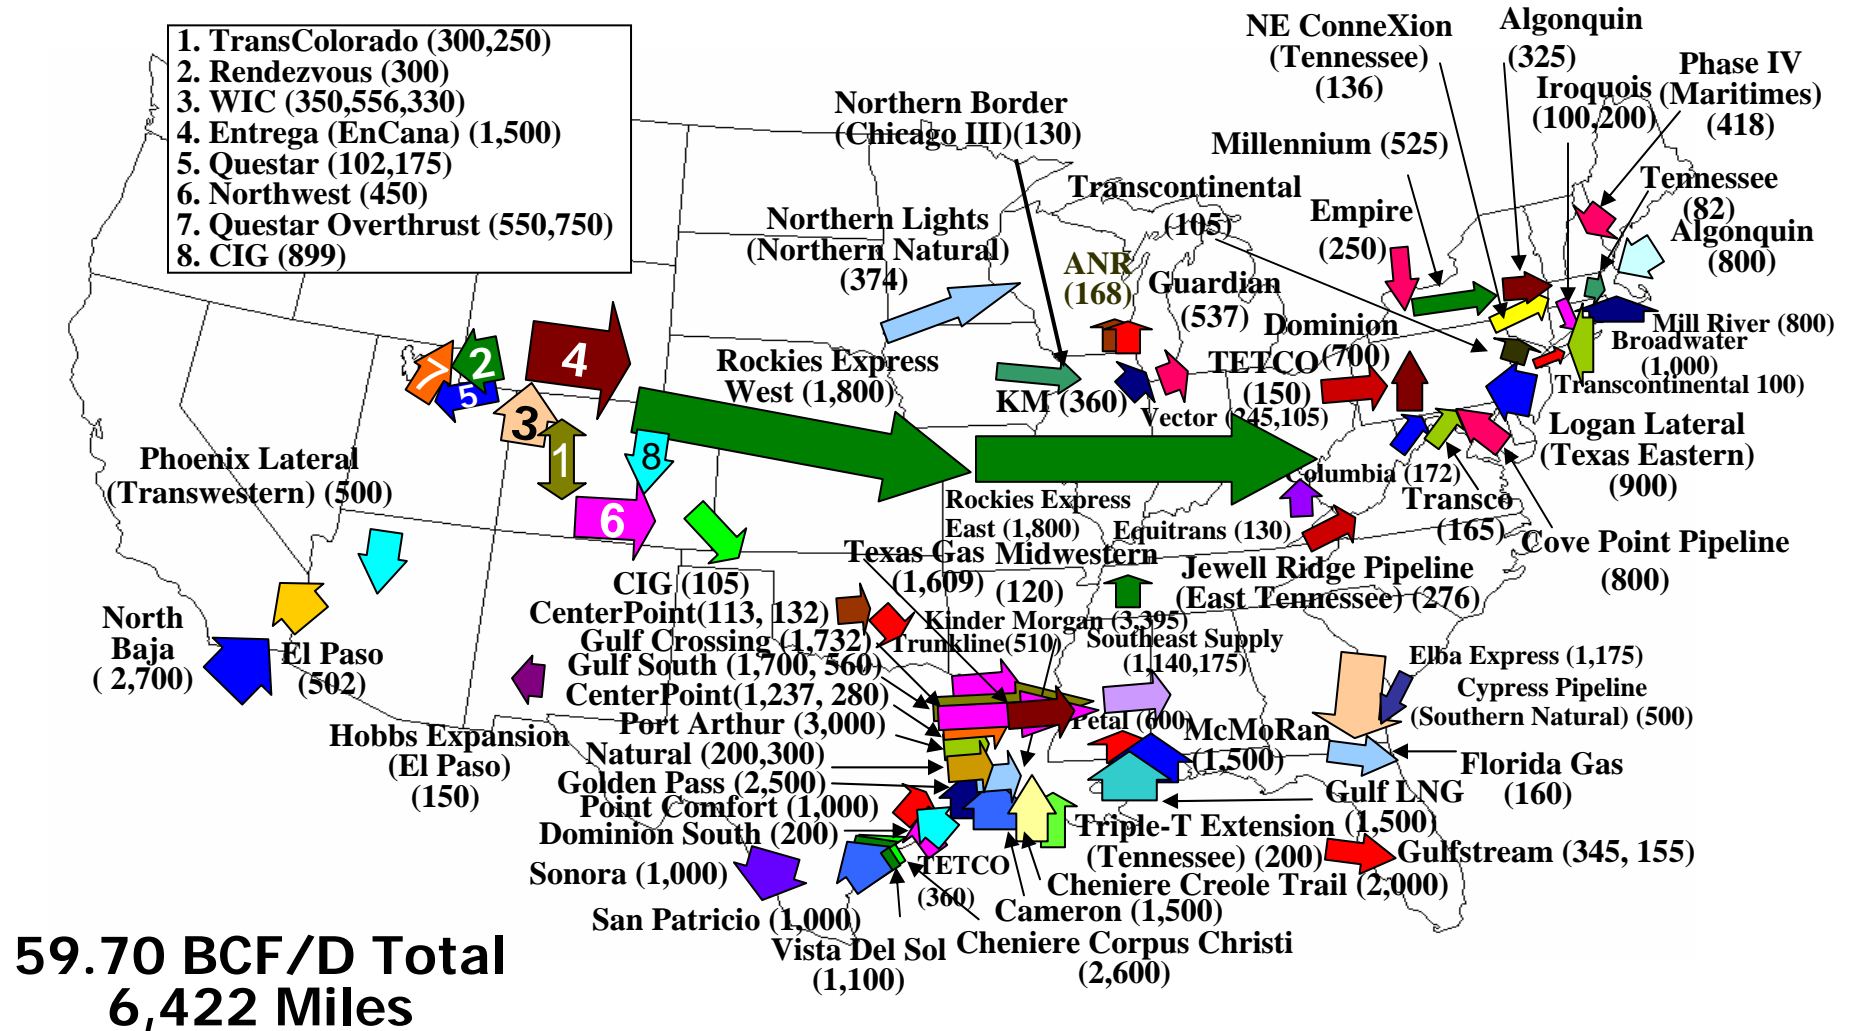 1. TransColorado (300,250)
2. Rendezvous (300)
3. WIC (350,556,330)
4. Entrega (EnCana) (1,500)
5. Questar (102,175)
6. Northwest (450)
7. Questar Overthrust (550,750)
8. CIG (899)
NE ConneXion
(Tennessee)
(136)
Algonquin
(325)
Iroquois
(100,200)
Phase IV
(Maritimes)
(418)
Northern Border
(Chicago III)(130)
Millennium (525)
Transcontinental
(105)
Empire
(250)
Tennessee
(82)
Algonquin
(800)
Northern Lights
(Northern Natural)
(374)
ANR
(168)
Guardian
(537)
Dominion
(700)
TETCO
(150)
Mill River (800)
Broadwater
(1,000)
Transcontinental 100)
Rockies Express
West (1,800)
KM (360)
Vector (245,105)
Logan Lateral
(Texas Eastern)
(900)
7
2
5
4
3
1
8
6
Phoenix Lateral
(Transwestern) (500)
Columbia (172)
Transco
(165)
Rockies Express
East (1,800)
Equitrans (130)
Cove Point Pipeline
(800)
Texas Gas
(1,609)
Midwestern
(120)
Jewell Ridge Pipeline
(East Tennessee) (276)
CIG (105)
CenterPoint(113, 132)
Kinder Morgan (3,395)
Gulf Crossing (1,732)
Trunkline(510)
Southeast Supply
(1,140,175)
Gulf South (1,700, 560)
CenterPoint(1,237, 280)
Port Arthur (3,000)
Natural (200,300)
Golden Pass (2,500)
Point Comfort (1,000)
Dominion South (200)
Sonora (1,000)
San Patricio (1,000)
North
Baja
( 2,700)
El Paso
(502)
Hobbs Expansion
(El Paso)
(150)
Elba Express (1,175)
Cypress Pipeline
(Southern Natural) (500)
Petal (600)
McMoRan
(1,500)
Florida Gas
(160)
Gulf LNG
(1,500)
Triple-T Extension
(Tennessee) (200)
Gulfstream (345, 155)
TETCO
(360)
Cheniere Creole Trail (2,000)
Cameron (1,500)
Vista Del Sol
(1,100)
Cheniere Corpus Christi
(2,600)
59.70 BCF/D Total
6,422 Miles